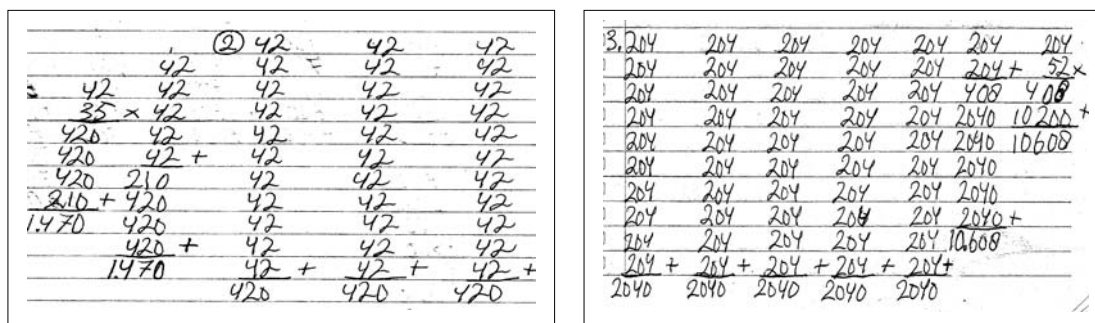 ② 42 42 42
42 42 = 42 42
42 42 42 42 42
35 × 42 42 42 42
420 42 42 42 42
420 42 + 42 42 42
420 210 42 42 42
210 + 420 42 42 42
1.470 420 42 42 42
420 + 42 42 42
1.470 42 + 42 + 42 +
420 420 420
3. 204 204 204 204 204 204 204
204 204 204 204 204 204 + 52 ×
204 204 204 204 204 408 408
204 204 204 204 204 2040 10200 +
204 204 204 204 204 2040 10608
204 204 204 204 204 2040
204 204 204 204 204 2040
204 204 204 204 204 2040 +
204 204 204 204 204 10.608
204 + 204 + 204 + 204 + 204 +
2040 2040 2040 2040 2040